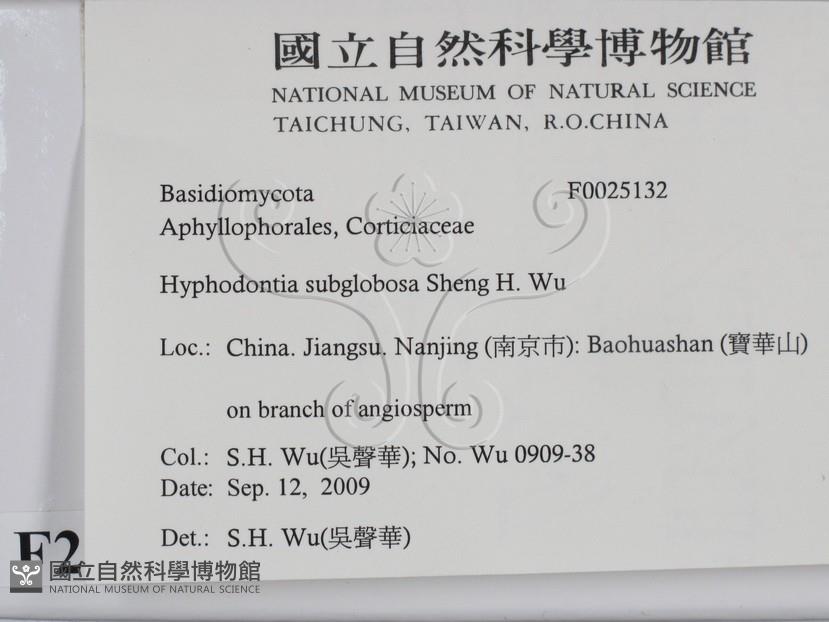 國立自然科學博物館
NATIONAL MUSEUM OF NATURAL SCIENCE
TAICHUNG, TAIWAN, R.O.CHINA
Basidiomycota F0025132
Aphyllophorales, Corticiaceae
Hyphodontia subglobosa Sheng H. Wu
Loc.: China. Jiangsu. Nanjing (南京市): Baohuashan (寶華山)
on branch of angiosperm
Col.: S.H. Wu(吳聲華); No. Wu 0909-38
Date: Sep. 12, 2009
Det.: S.H. Wu(吳聲華)
F2
國立自然科學博物館
NATIONAL MUSEUM OF NATURAL SCIENCE